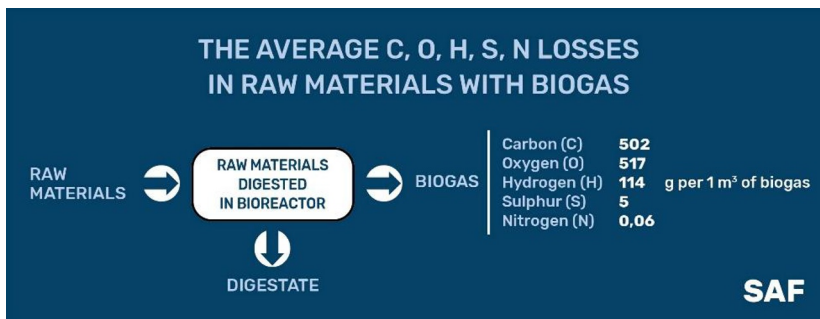 THE AVERAGE C, O, H, S, N LOSSES
IN RAW MATERIALS WITH BIOGAS
RAW
MATERIALS
RAW MATERIALS
DIGESTED
IN BIOREACTOR
DIGESTATE
BIOGAS
Carbon (C) 502
Oxygen (O) 517
Hydrogen (H) 114 g per 1 m³ of biogas
Sulphur (S) 5
Nitrogen (N) 0,06
SAF